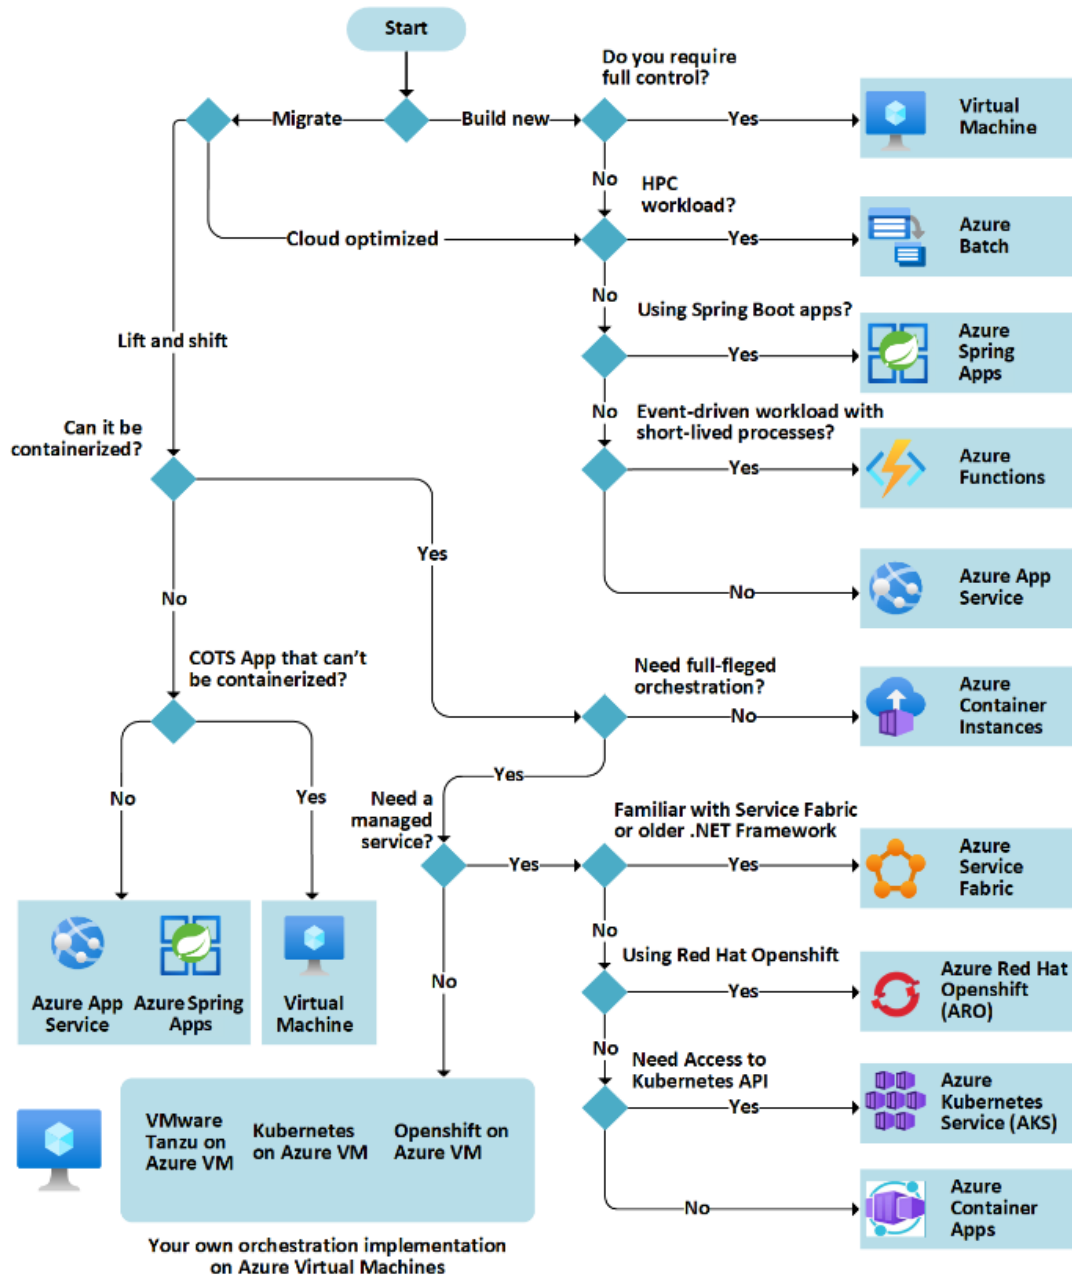 Start
Do you require
full control?
Migrate
Build new
Yes
Virtual
Machine
No
HPC
workload?
Cloud optimized
Yes
Azure
Batch
No
Using Spring Boot apps?
Lift and shift
Yes
Azure
Spring
Apps
No
Event-driven workload with
short-lived processes?
Can it be
containerized?
Yes
Azure
Functions
Yes
No
Azure App
Service
No
COTS App that can't
be containerized?
Need full-fleged
orchestration?
No
Azure
Container
Instances
Yes
No
Yes
Need a
managed
service?
Familiar with Service Fabric
or older .NET Framework
Yes
Yes
Azure
Service
Fabric
No
Using Red Hat Openshift
No
Yes
Azure Red Hat
Openshift
(ARO)
Azure App
Service
Azure Spring
Apps
Virtual
Machine
No
Need Access to
Kubernetes API
Yes
Azure
Kubernetes
Service (AKS)
VMware
Tanzu on
Azure VM
Kubernetes
on Azure VM
Openshift on
Azure VM
No
Azure
Container
Apps
Your own orchestration implementation
on Azure Virtual Machines